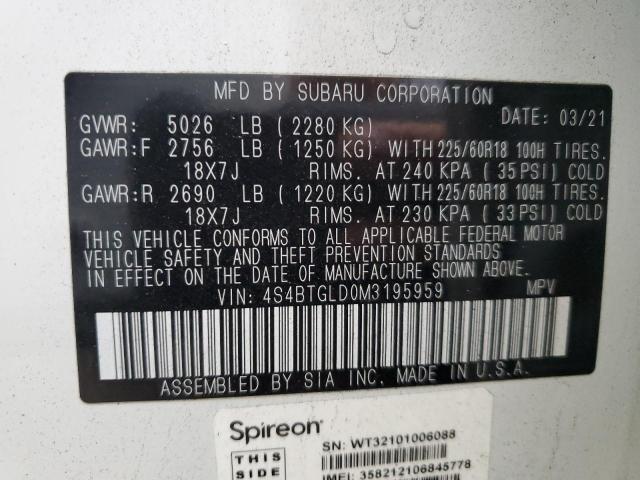 MFD BY SUBARU CORPORATION
DATE: 03/21
GVWR: 5026 LB ( 2280 KG)
GAWR:F 2756 LB ( 1250 KG) WITH 225/60R18 100H TIRES.
18X7J RIMS. AT 240 KPA ( 35 PSI) COLD
GAWR:R 2690 LB ( 1220 KG) WITH 225/60R18 100H TIRES.
18X7J RIMS. AT 230 KPA ( 33 PSI) COLD
THIS VEHICLE CONFORMS TO ALL APPLICABLE FEDERAL MOTOR
VEHICLE SAFETY AND THEFT PREVENTION STANDARDS
IN EFFECT ON THE DATE OF MANUFACTURE SHOWN ABOVE.
VIN: 4S4BTGLD0M3195959 MPV
ASSEMBLED BY SIA INC. MADE IN U.S.A.
Spireon
SN: WT32101006088
THIS
SIDE
IMEI: 358212106845778